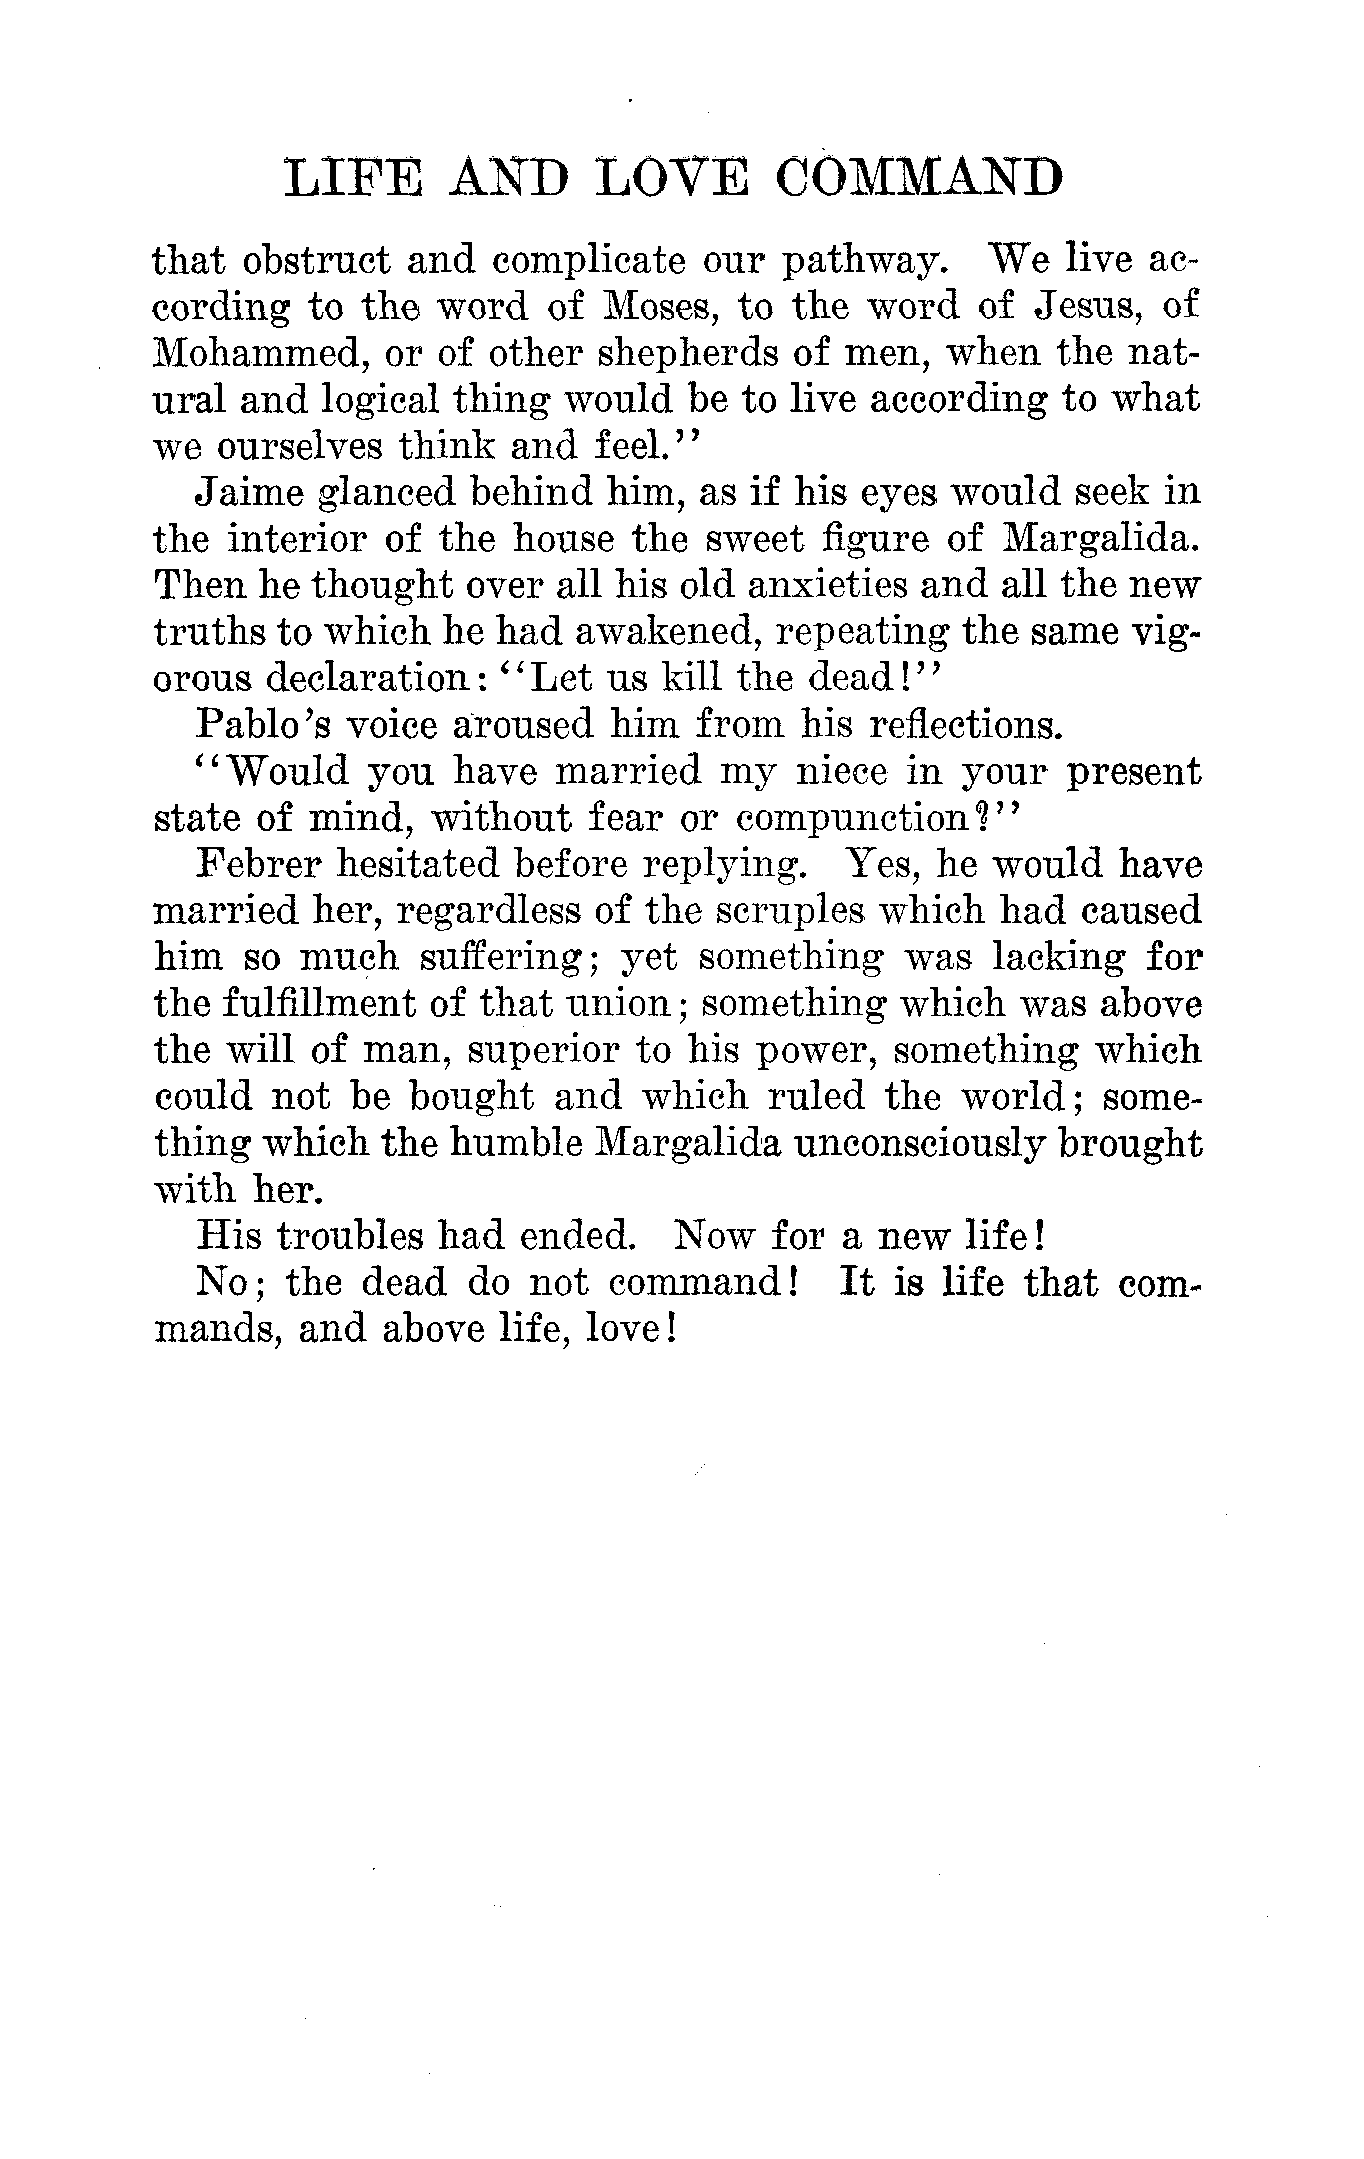 LIFE AND LOVE COMMAND
that obstruct and complicate our pathway. We live ac-
cording to the word of Moses, to the word of Jesus, of
Mohammed, or of other shepherds of men, when the nat-
ural and logical thing would be to live according to what
we ourselves think and feel.''
Jaime glanced behind him, as if his eyes would seek in
the interior of the house the sweet figure of Margalida.
Then he thought over all his old anxieties and all the new
truths to which he had awakened, repeating the same vig-
orous declaration: ''Let us kill the dead!''
Pablo's voice aroused him from his reflections.
''Would you have married my niece in your present
state of mind, without fear or compunction?''
Febrer hesitated before replying. Yes, he would have
married her, regardless of the scruples which had caused
him so much suffering; yet something was lacking for
the fulfillment of that union; something which was above
the will of man, superior to his power, something which
could not be bought and which ruled the world; some-
thing which the humble Margalida unconsciously brought
with her.
His troubles had ended. Now for a new life!
No; the dead do not command! It is life that com-
mands, and above life, love!